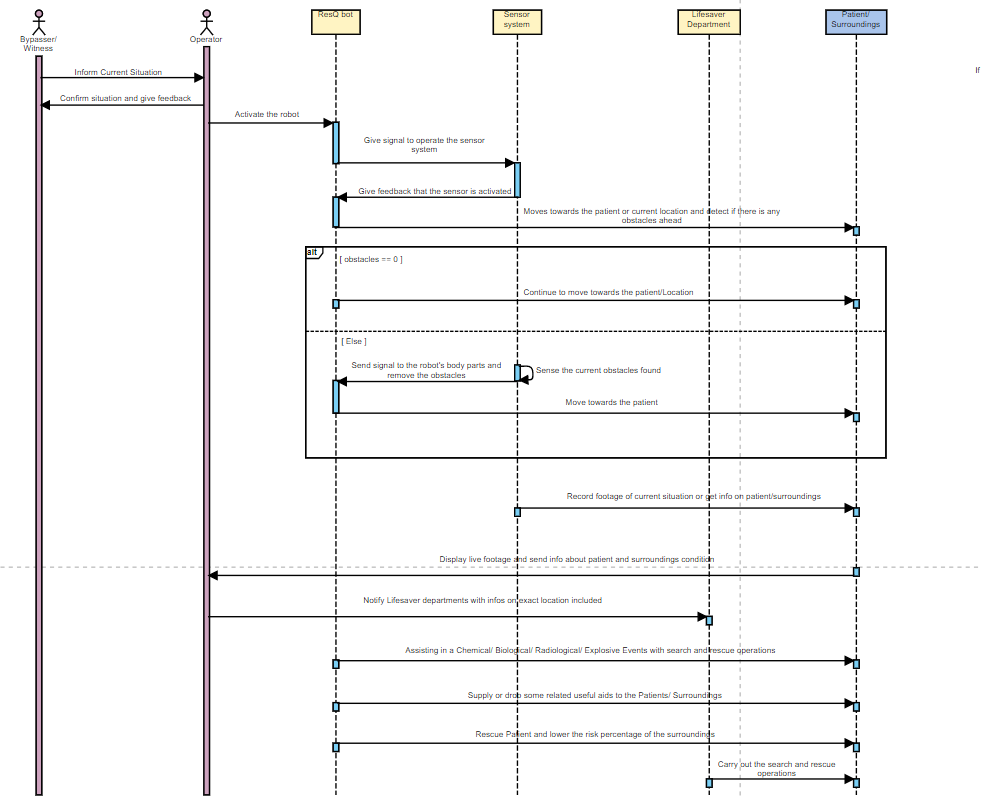 ResQ bot
Sensor
system
Lifesaver
Department
Patient/
Surroundings
Bypasser/
Witness
Operator
If
Inform Current Situation
Confirm situation and give feedback
Activate the robot
Give signal to operate the sensor
system
Give feedback that the sensor is activated
Moves towards the patient or current location and detect if there is any
obstacles ahead
alt
[ obstacles == 0 ]
Continue to move towards the patient/Location
[ Else ]
Send signal to the robot's body parts and
remove the obstacles
Sense the current obstacles found
Move towards the patient
Record footage of current situation or get info on patient/surroundings
Display live footage and send info about patient and surroundings condition
Notify Lifesaver departments with infos on exact location included
Assisting in a Chemical/ Biological/ Radiological/ Explosive Events with search and rescue operations
Supply or drop some related useful aids to the Patients/ Surroundings
Rescue Patient and lower the risk percentage of the surroundings
Carry out the search and rescue
operations